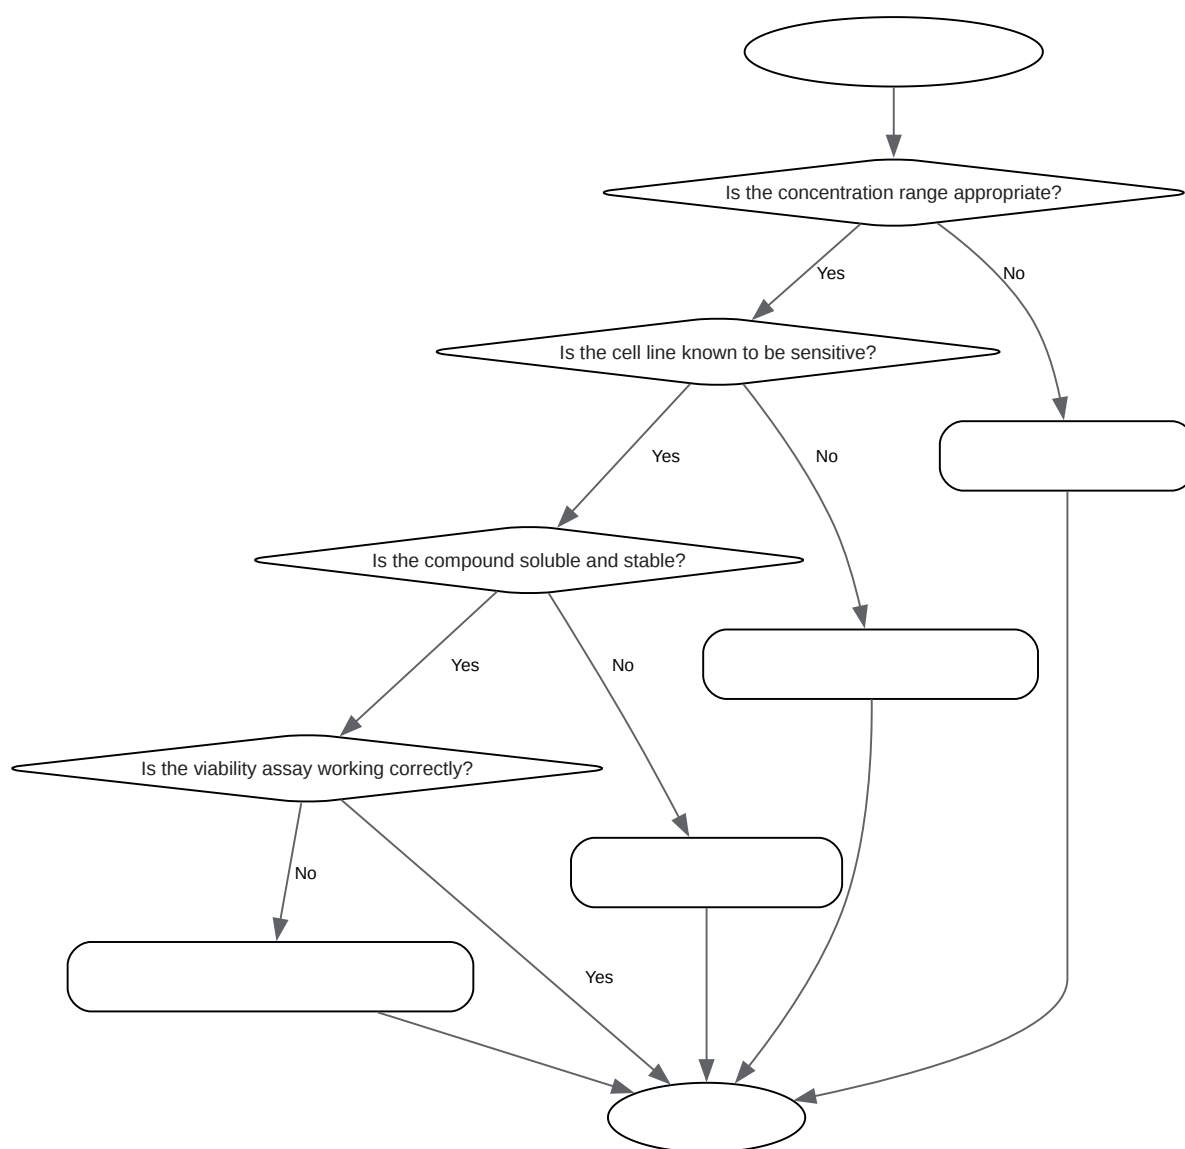 Is the concentration range appropriate?
Yes
No
Is the cell line known to be sensitive?
Yes
No
Is the compound soluble and stable?
Yes
No
Is the viability assay working correctly?
No
Yes